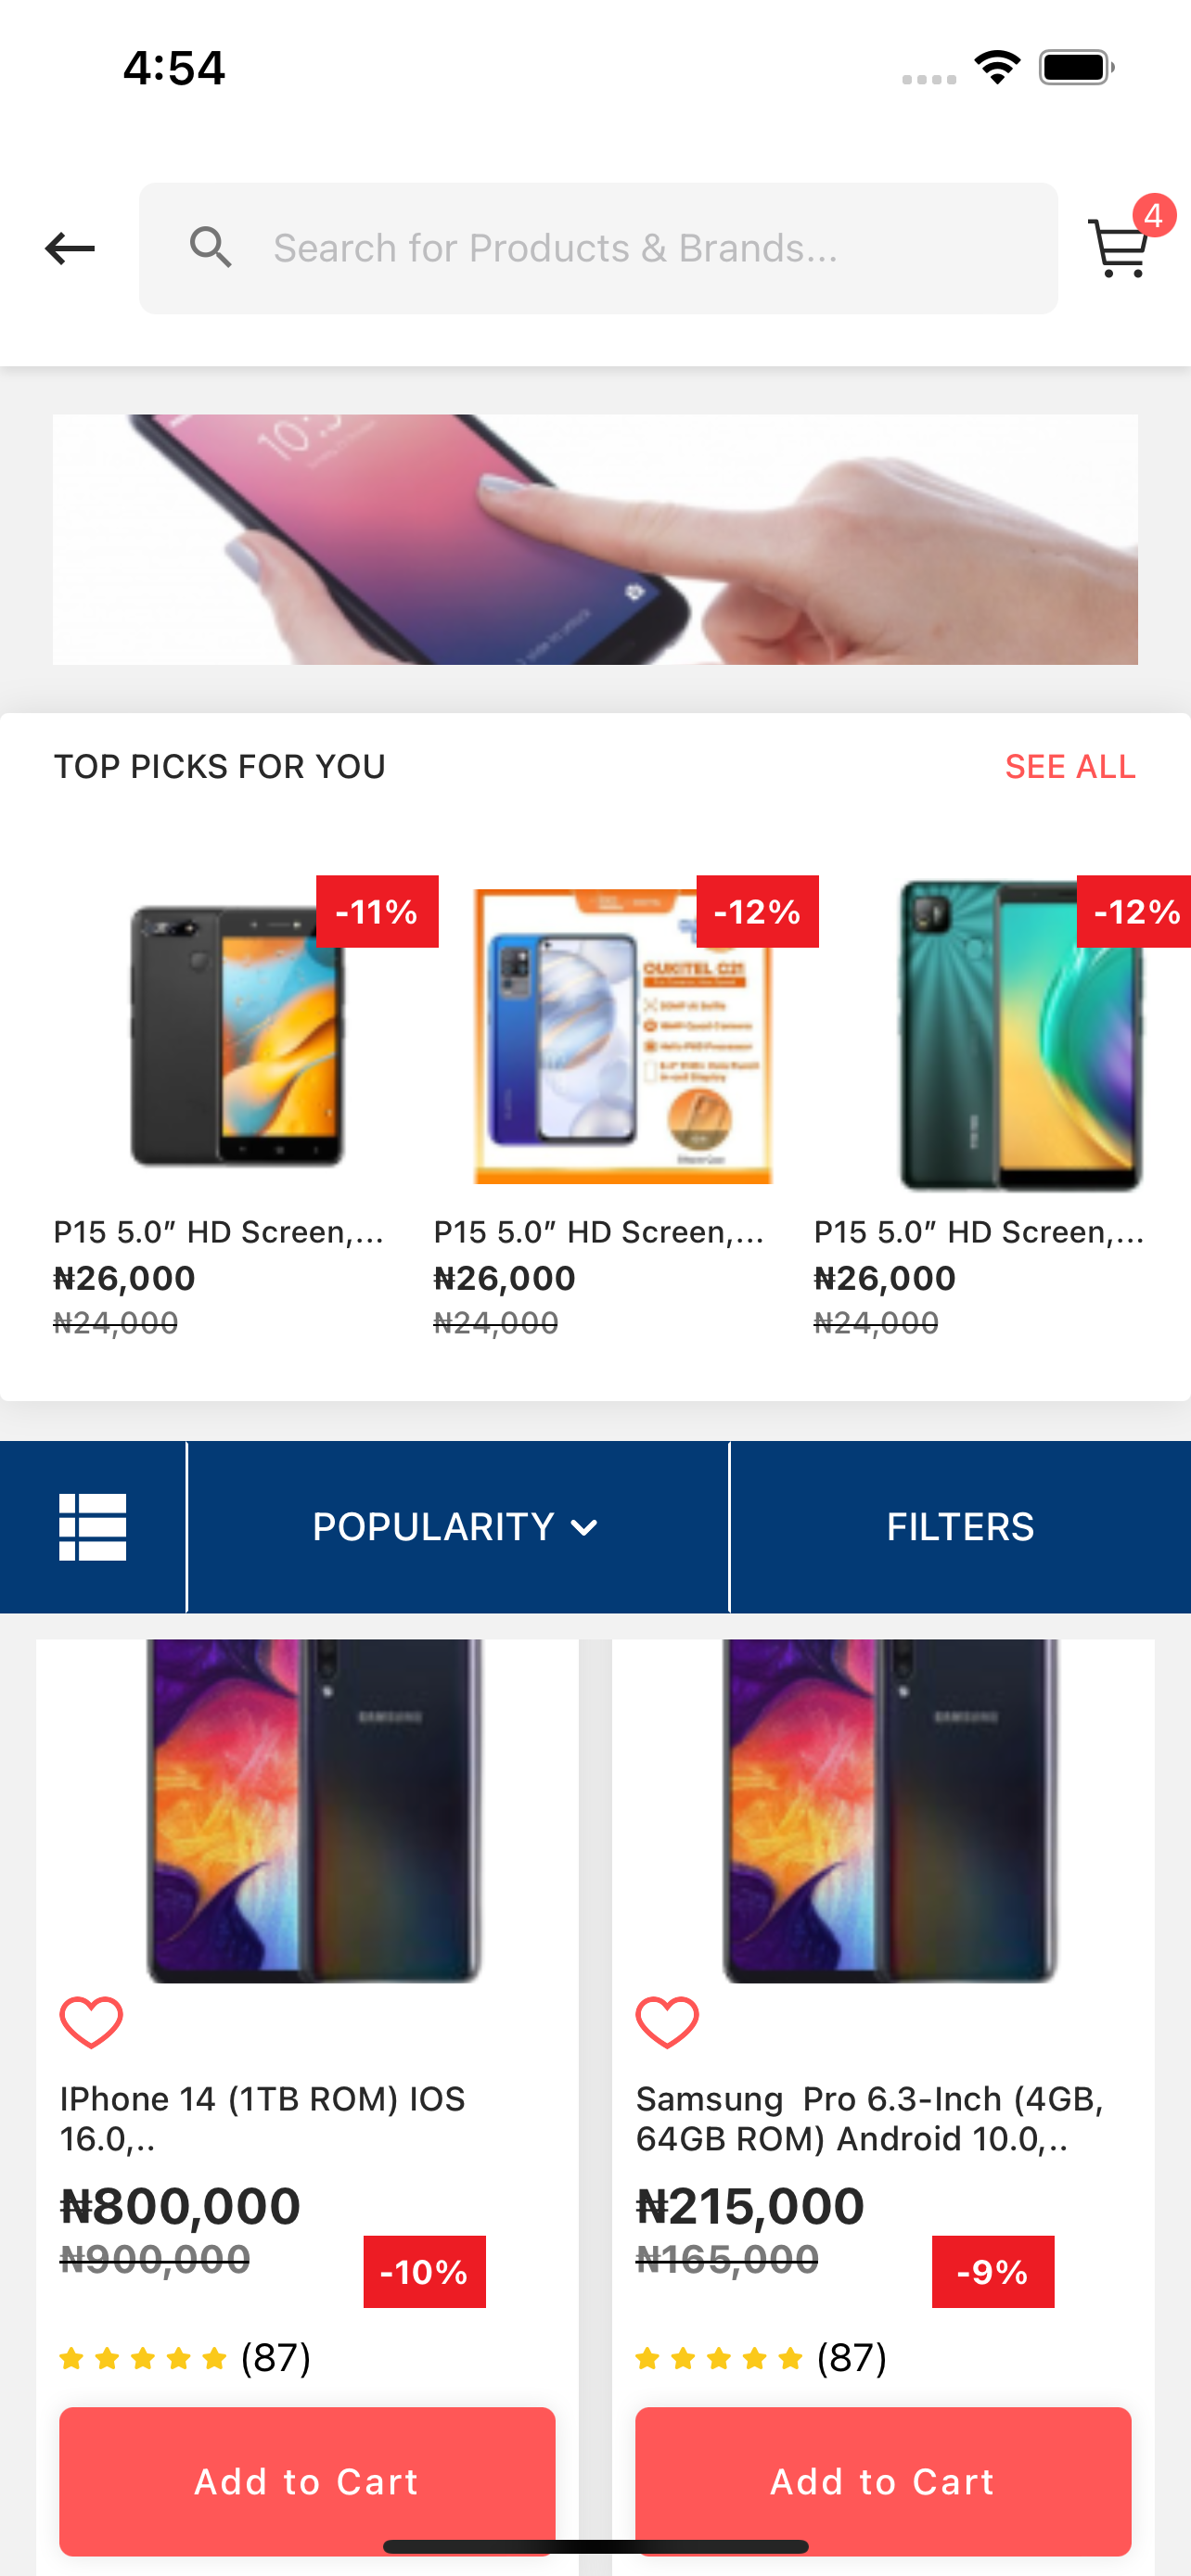 4:54
4
Search for Products & Brands...
TOP PICKS FOR YOU
SEE ALL
-11%
-12%
-12%
OUKITEL C21
P15 5.0” HD Screen,...
P15 5.0” HD Screen,...
P15 5.0” HD Screen,...
₦26,000
₦26,000
₦26,000
₦24,000
₦24,000
₦24,000
POPULARITY
FILTERS
SAMSUNG
SAMSUNG
IPhone 14 (1TB ROM) IOS
16.0,..
₦800,000
₦900,000
-10%
(87)
Add to Cart
Samsung  Pro 6.3-Inch (4GB,
64GB ROM) Android 10.0,..
₦215,000
₦165,000
-9%
(87)
Add to Cart